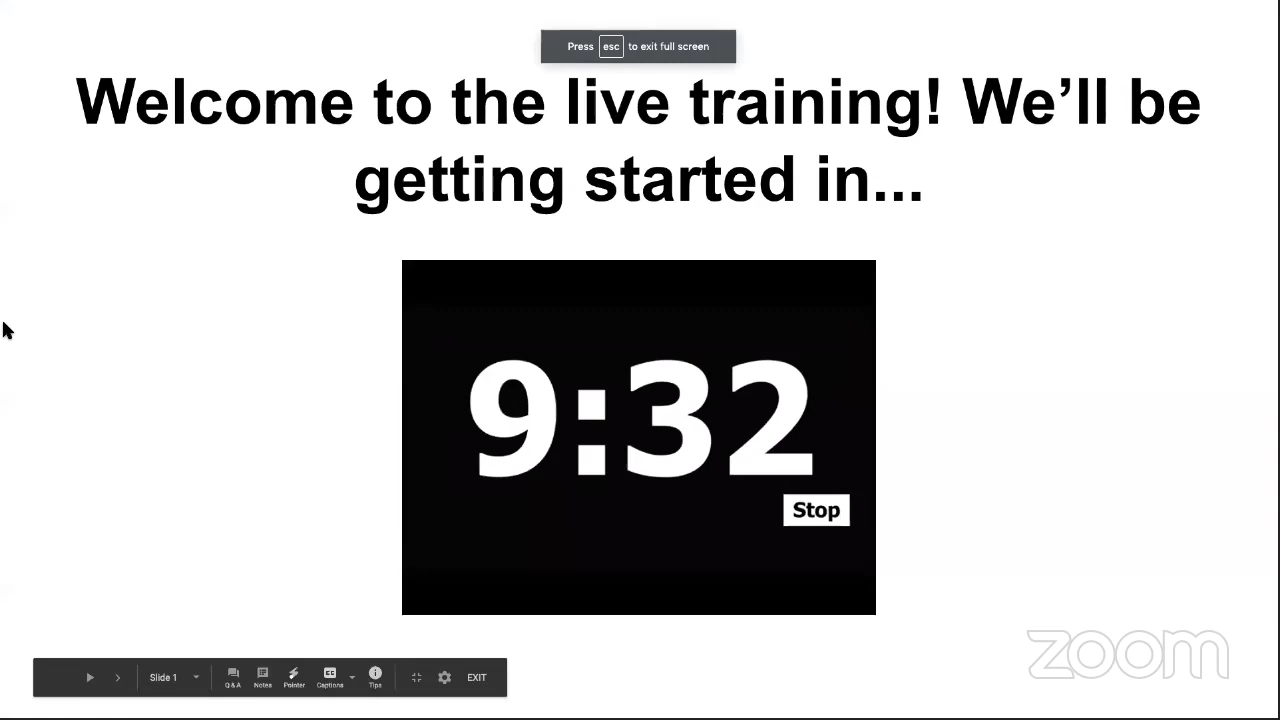 Press esc to exit full screen
Welcome to the live training! We’ll be
getting started in...
9:32
Stop
zoom
Slide 1 Q&A Notes Pointer Captions Tips EXIT